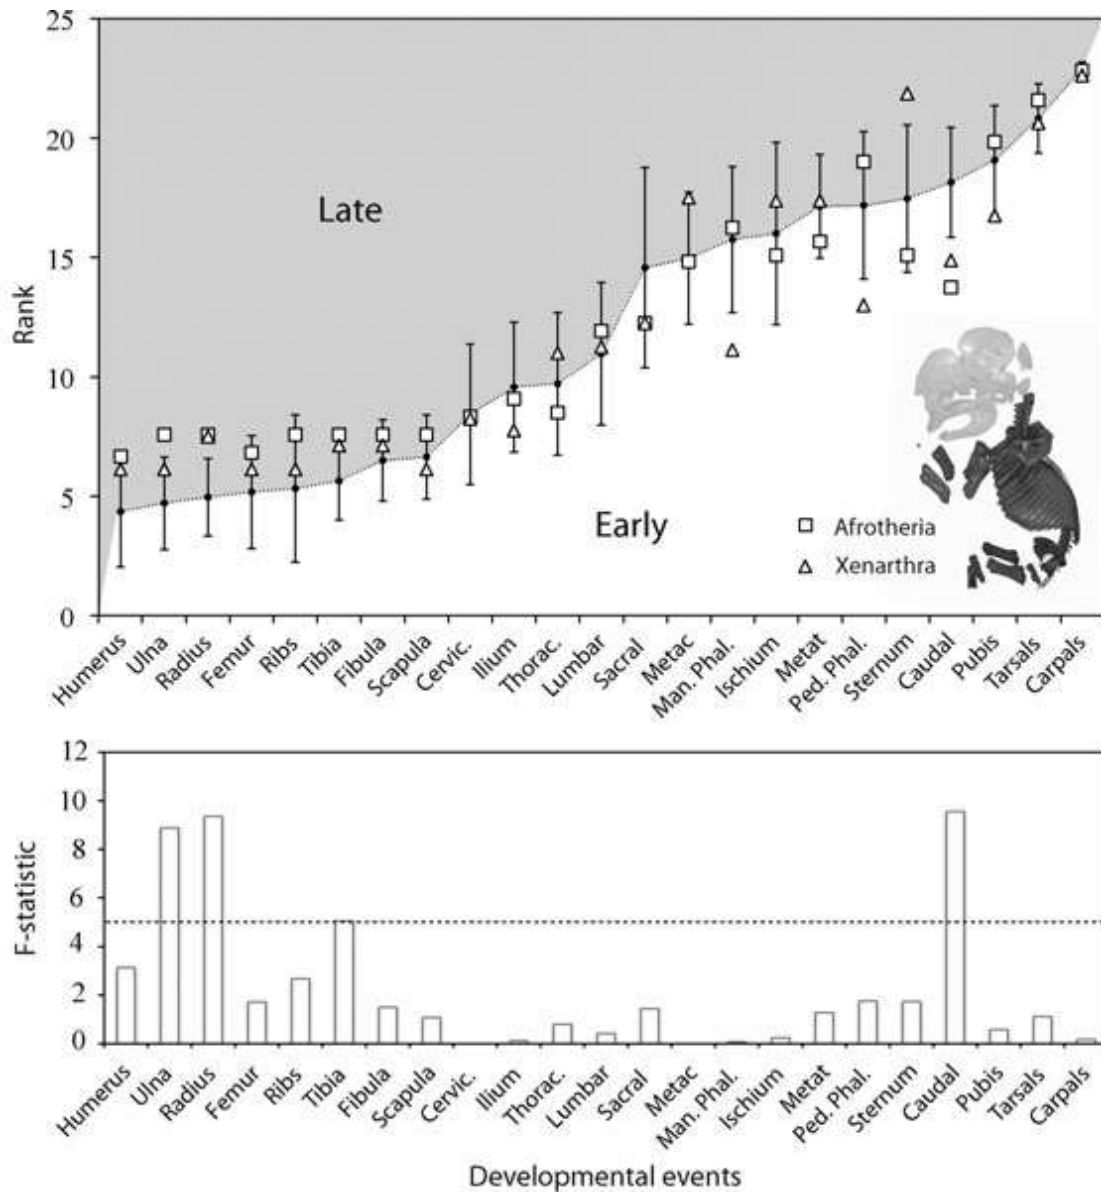 25
20
15
10
5
0
Rank
Late
Early
Afrotheria
Xenarthra
Humerus
Ulna
Radius
Femur
Ribs
Tibia
Fibula
Scapula
Cervic.
Ilium
Thorac.
Lumbar
Sacral
Metac
Man. Phal.
Ischium
Metat
Ped. Phal.
Sternum
Caudal
Pubis
Tarsals
Carpals
12
10
8
6
4
2
0
F-statistic
Humerus
Ulna
Radius
Femur
Ribs
Tibia
Fibula
Scapula
Cervic.
Ilium
Thorac.
Lumbar
Sacral
Metac
Man. Phal.
Ischium
Metat
Ped. Phal.
Sternum
Caudal
Pubis
Tarsals
Carpals
Developmental events